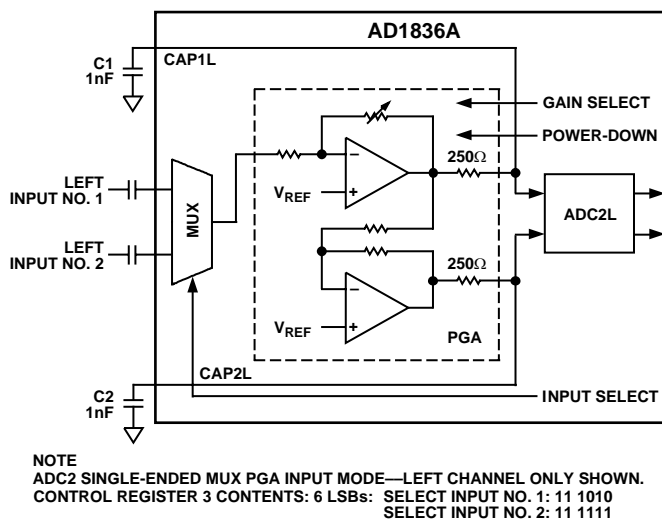 AD1836A
C1
1nF
CAP1L
GAIN SELECT
POWER-DOWN
250Ω
LEFT
INPUT NO. 1
MUX
VREF
ADC2L
LEFT
INPUT NO. 2
250Ω
VREF
PGA
CAP2L
C2
1nF
INPUT SELECT
NOTE
ADC2 SINGLE-ENDED MUX PGA INPUT MODE—LEFT CHANNEL ONLY SHOWN.
CONTROL REGISTER 3 CONTENTS: 6 LSBs: SELECT INPUT NO. 1: 11 1010
SELECT INPUT NO. 2: 11 1111